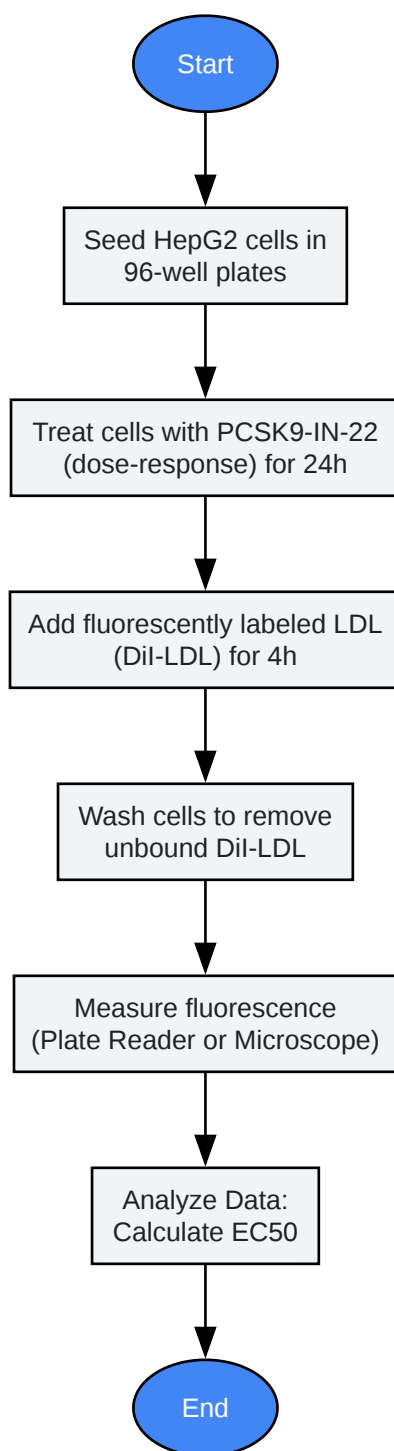 Start
Seed HepG2 cells in
96-well plates
Treat cells with PCSK9-IN-22
(dose-response) for 24h
Add fluorescently labeled LDL
(DiI-LDL) for 4h
Wash cells to remove
unbound DiI-LDL
Measure fluorescence
(Plate Reader or Microscope)
Analyze Data:
Calculate EC50
End